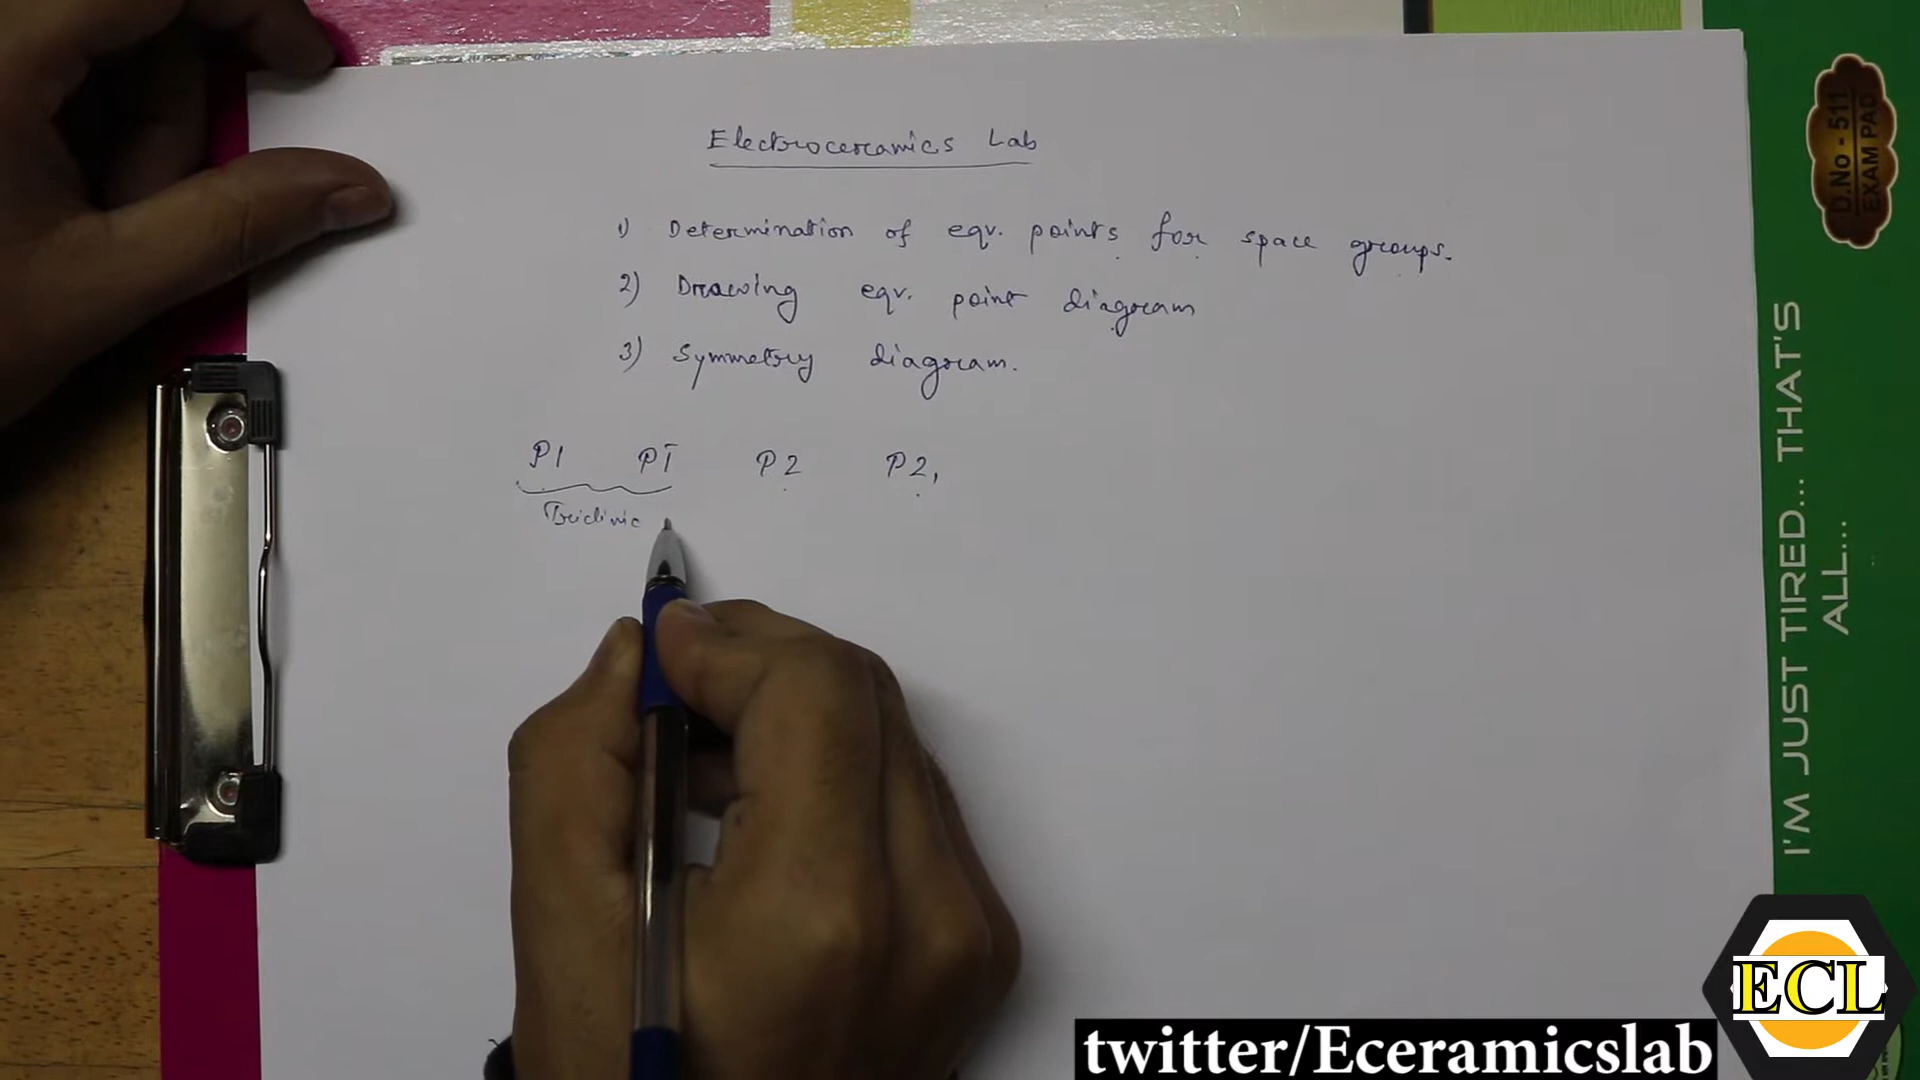 Electroceramics Lab
1) Determination of eqv. points for space groups.
2) Drawing eqv. point diagram
3) Symmetry diagram.
P1 P1̄ P2 P2₁
Triclinic
D.No - 511
EXAM PAD
I'M JUST TIRED... THAT'S
ALL...
ECL
twitter/Eceramicslab